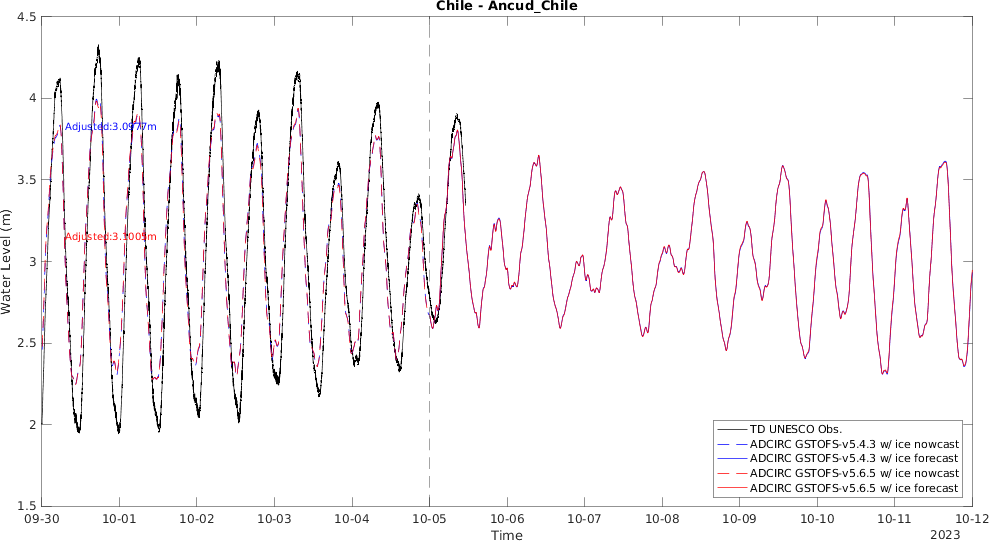 Chile - Ancud_Chile
Water Level (m)
4.5
4
3.5
3
2.5
2
1.5
Adjusted:3.0977m
Adjusted:3.1005m
TD UNESCO Obs.
ADCIRC GSTOFS-v5.4.3 w/ ice nowcast
ADCIRC GSTOFS-v5.4.3 w/ ice forecast
ADCIRC GSTOFS-v5.6.5 w/ ice nowcast
ADCIRC GSTOFS-v5.6.5 w/ ice forecast
09-30 10-01 10-02 10-03 10-04 10-05 10-06 10-07 10-08 10-09 10-10 10-11 10-12
Time
2023